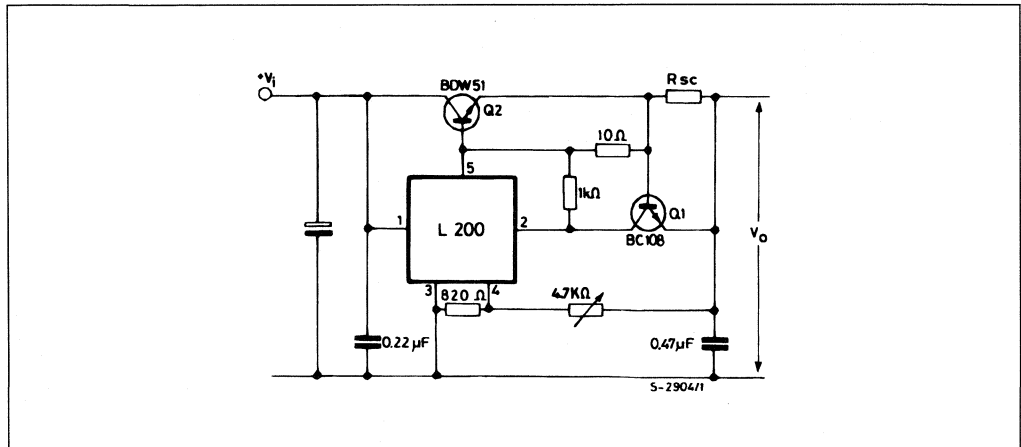 +Vi
BDW51
Q2
Rsc
10Ω
5
1kΩ
1
L 200
2
Q1
BC108
Vo
3
820 Ω
4
4.7KΩ
0.22µF
0.47µF
S-2904/1